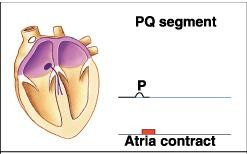 PQ segment
P
Atria contract